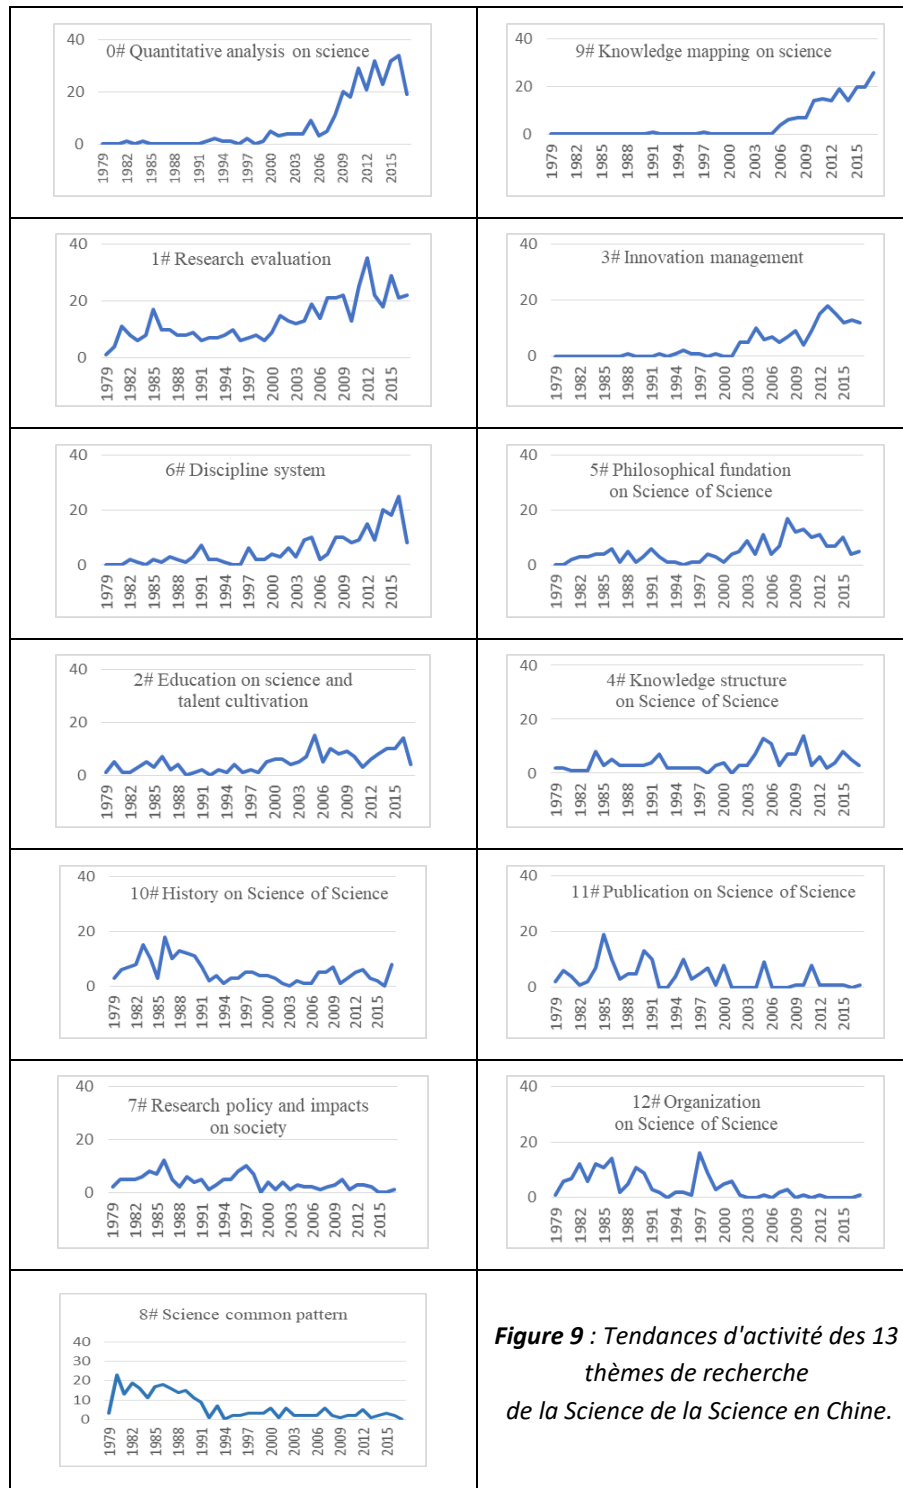 0# Quantitative analysis on science
40
20
0
1979 1982 1985 1988 1991 1994 1997 2000 2003 2006 2009 2012 2015
9# Knowledge mapping on science
40
20
0
1979 1982 1985 1988 1991 1994 1997 2000 2003 2006 2009 2012 2015
1# Research evaluation
40
20
0
1979 1982 1985 1988 1991 1994 1997 2000 2003 2006 2009 2012 2015
3# Innovation management
40
20
0
1979 1982 1985 1988 1991 1994 1997 2000 2003 2006 2009 2012 2015
6# Discipline system
40
20
0
1979 1982 1985 1988 1991 1994 1997 2000 2003 2006 2009 2012 2015
5# Philosophical fundation
on Science of Science
40
20
0
1979 1982 1985 1988 1991 1994 1997 2000 2003 2006 2009 2012 2015
2# Education on science and
talent cultivation
40
20
0
1979 1982 1985 1988 1991 1994 1997 2000 2003 2006 2009 2012 2015
4# Knowledge structure
on Science of Science
40
20
0
1979 1982 1985 1988 1991 1994 1997 2000 2003 2006 2009 2012 2015
10# History on Science of Science
40
20
0
1979 1982 1985 1988 1991 1994 1997 2000 2003 2006 2009 2012 2015
11# Publication on Science of Science
40
20
0
1979 1982 1985 1988 1991 1994 1997 2000 2003 2006 2009 2012 2015
7# Research policy and impacts
on society
40
20
0
1979 1982 1985 1988 1991 1994 1997 2000 2003 2006 2009 2012 2015
12# Organization
on Science of Science
40
20
0
1979 1982 1985 1988 1991 1994 1997 2000 2003 2006 2009 2012 2015
8# Science common pattern
40
30
20
10
0
1979 1982 1985 1988 1991 1994 1997 2000 2003 2006 2009 2012 2015
Figure 9 : Tendances d'activité des 13
thèmes de recherche
de la Science de la Science en Chine.